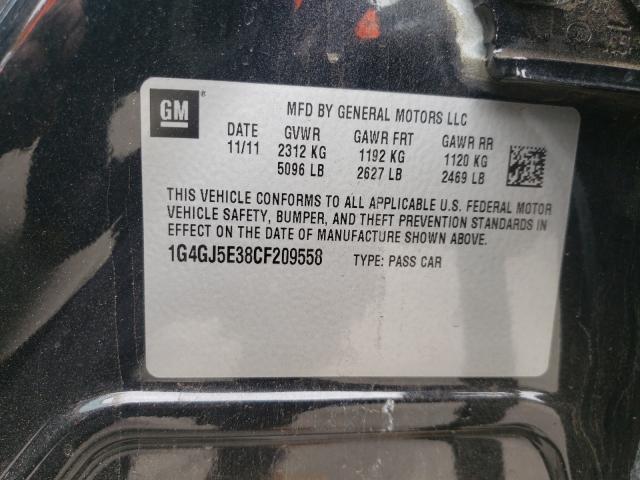 GM
MFD BY GENERAL MOTORS LLC
DATE GVWR GAWR FRT GAWR RR
11/11 2312 KG 1192 KG 1120 KG
5096 LB 2627 LB 2469 LB
THIS VEHICLE CONFORMS TO ALL APPLICABLE U.S. FEDERAL MOTOR
VEHICLE SAFETY, BUMPER, AND THEFT PREVENTION STANDARDS IN
EFFECT ON THE DATE OF MANUFACTURE SHOWN ABOVE.
1G4GJ5E38CF209558 TYPE: PASS CAR